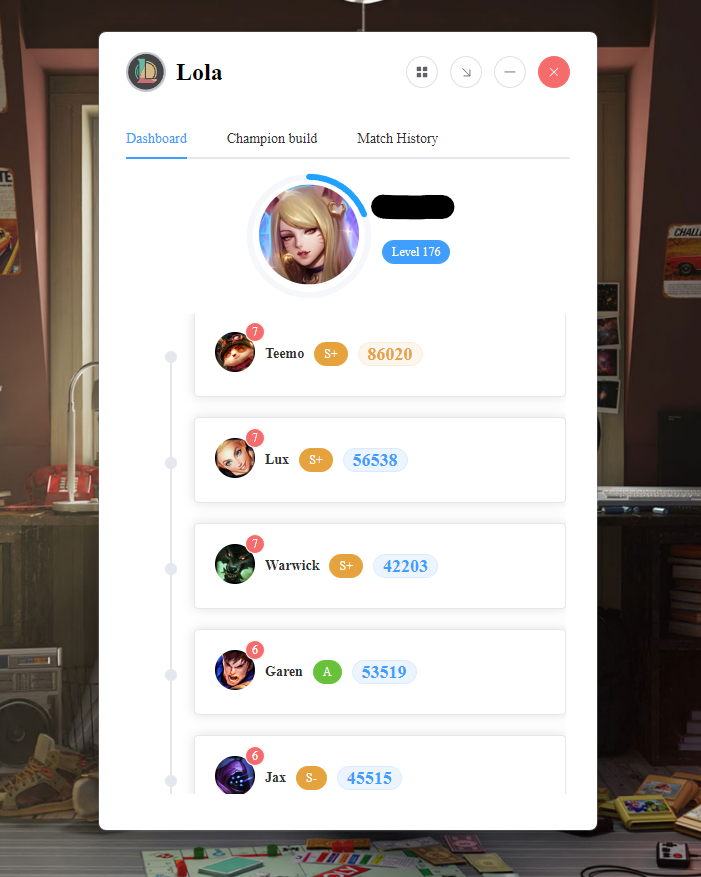 Lola
Dashboard Champion build Match History
Level 176
7
Teemo S+ 86020
7
Lux S+ 56538
7
Warwick S+ 42203
6
Garen A 53519
6
Jax S- 45515